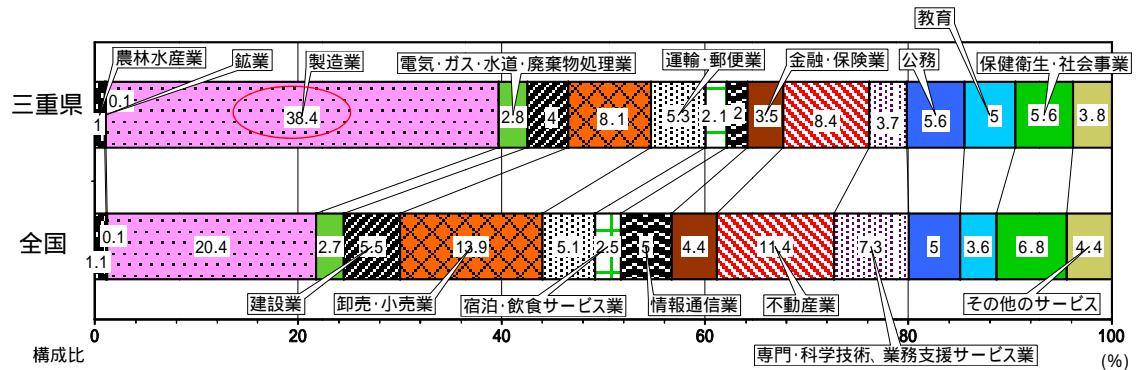 教育
農林水産業
鉱業
製造業
電気・ガス・水道・廃棄物処理業
運輸・郵便業
金融・保険業
公務
保健衛生・社会事業
三重県
1
0.1
38.4
2.8
4
8.1
5.3
2.1
2
3.5
8.4
3.7
5.6
5
5.6
3.8
全国
1.1
0.1
20.4
2.7
5.5
13.9
5.1
2.5
5
4.4
11.4
7.3
5
3.6
6.8
4.4
建設業
卸売・小売業
宿泊・飲食サービス業
情報通信業
不動産業
その他のサービス
専門・科学技術、業務支援サービス業
0
20
40
60
80
100
構成比
(%)